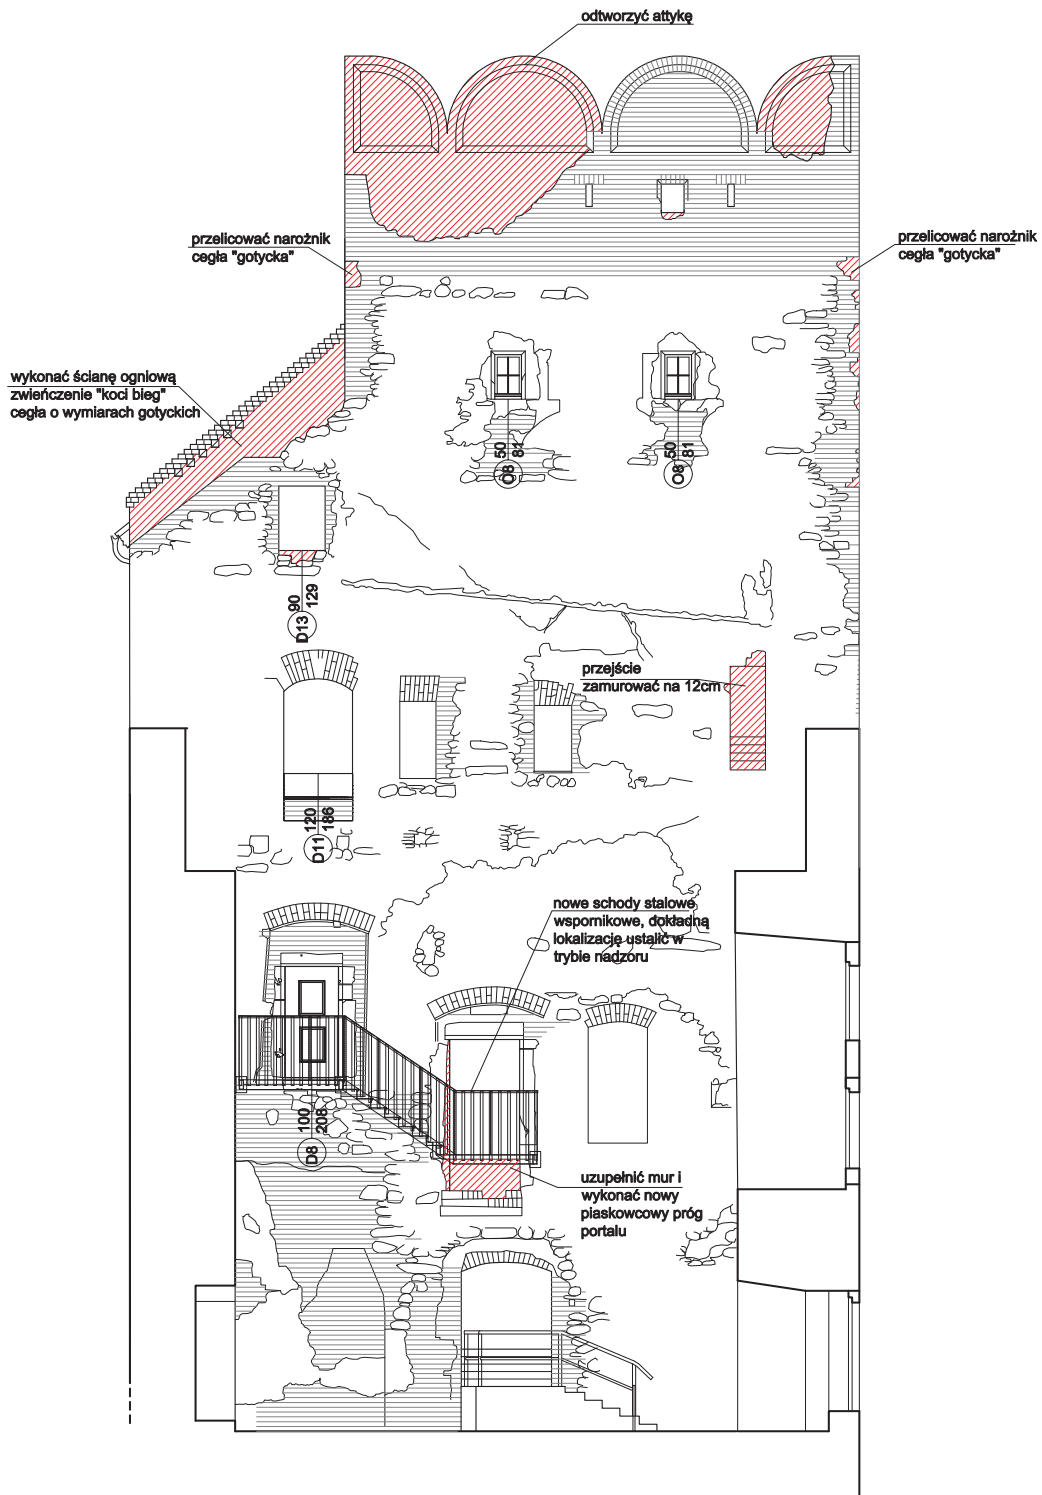 odtworzyć attykę
przelicować narożnik
cegła "gotycka"
przelicować narożnik
cegła "gotycka"
wykonać ścianę ogniową
zwieńczenie "koci bieg"
cegła o wymiarach gotyckich
O8 50
81
O8 50
81
D13 90
129
przejście
zamurować na 12cm
D11 120
186
nowe schody stalowe
wspornikowe, dokładną
lokalizację ustalić w
trybie nadzoru
D8 100
208
uzupełnić mur i
wykonać nowy
piaskowcowy próg
portalu